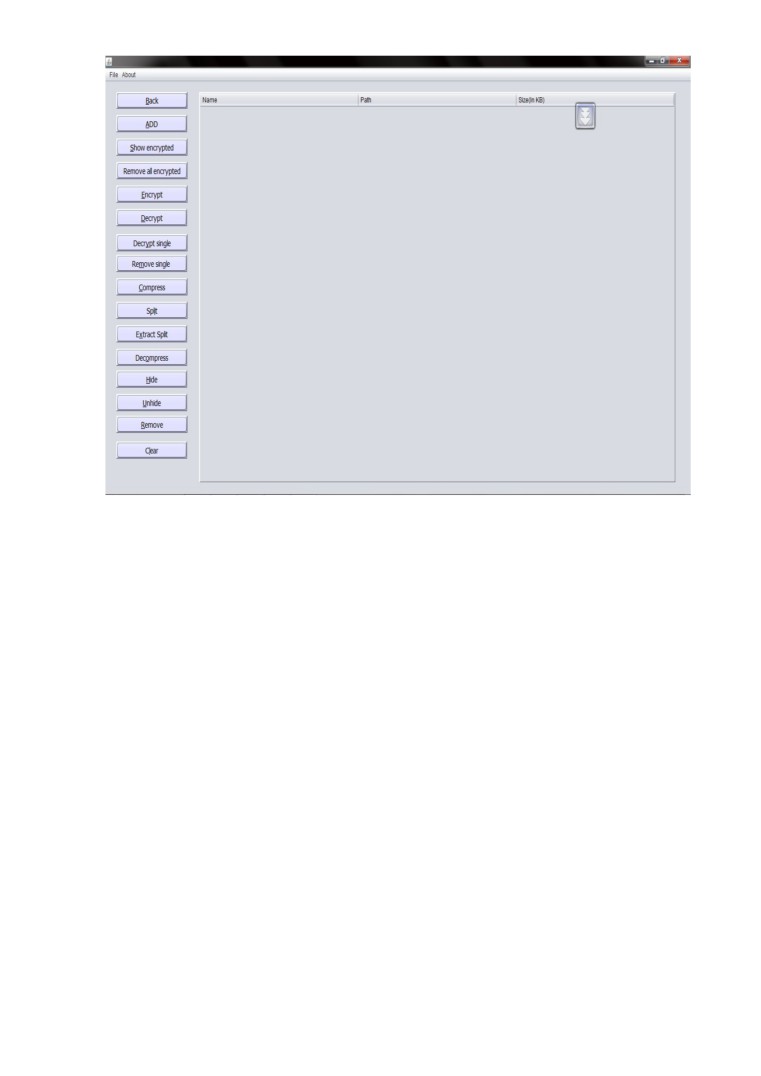 File About
Back
Name Path Size(in KB)
ADD
Show encrypted
Remove all encrypted
Encrypt
Decrypt
Decrypt single
Remove single
Compress
Split
Extract Split
Decompress
Hide
Unhide
Remove
Clear